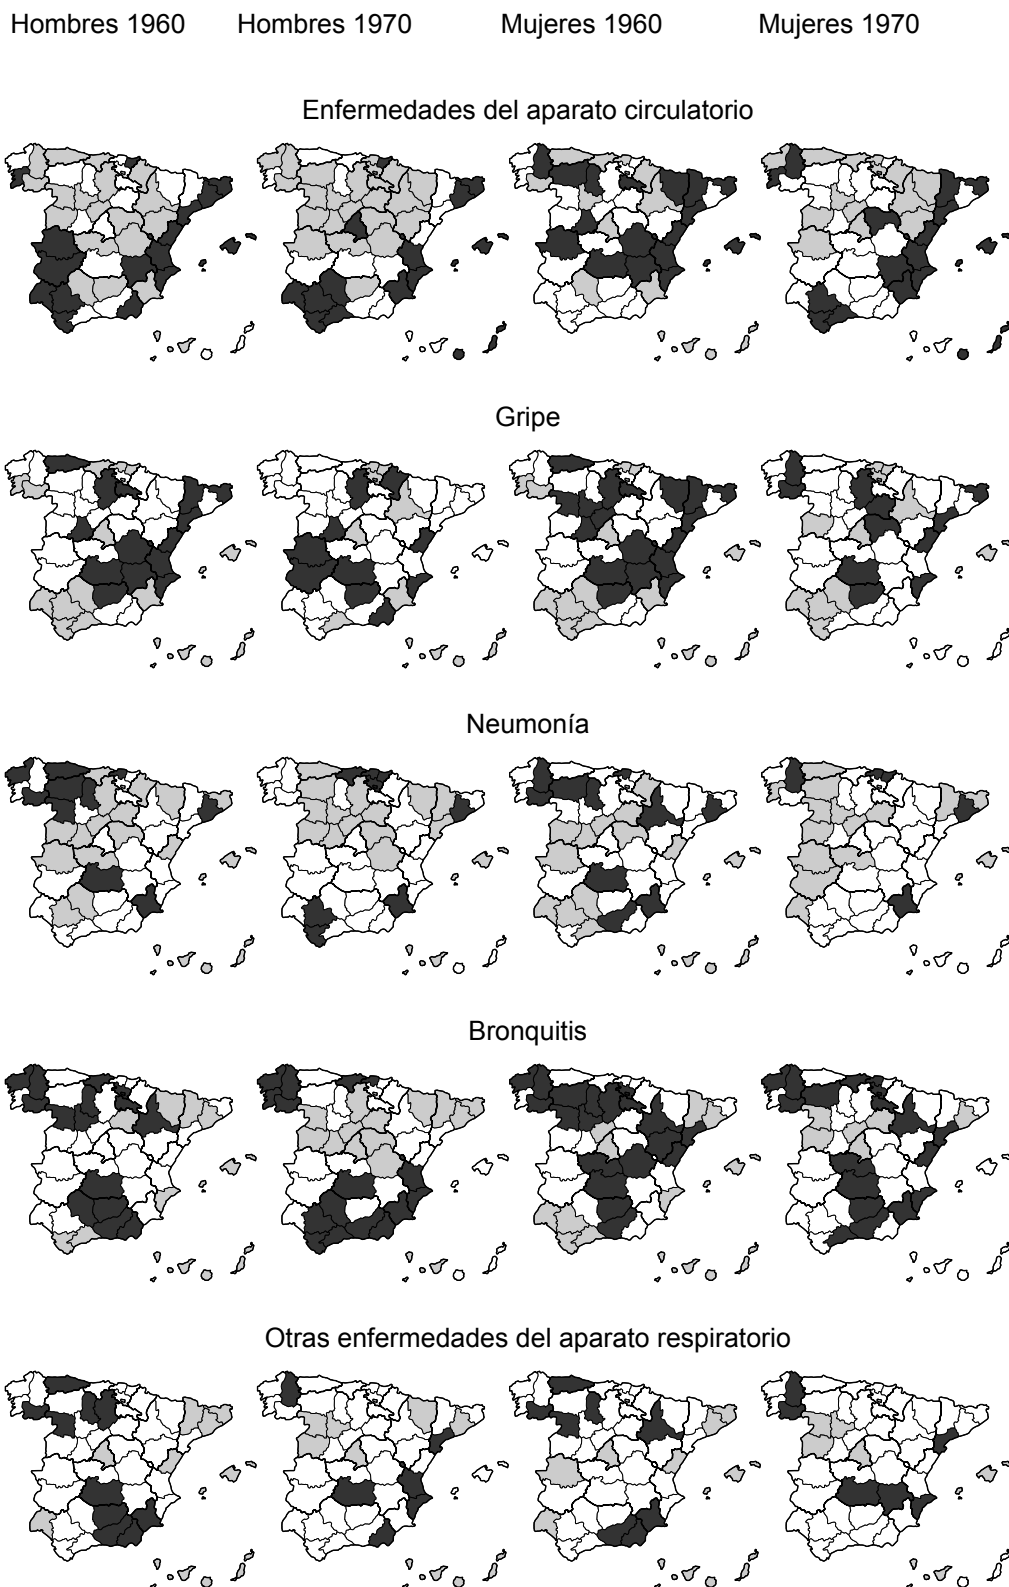 Hombres 1960 Hombres 1970 Mujeres 1960 Mujeres 1970
Enfermedades del aparato circulatorio
Gripe
Neumonía
Bronquitis
Otras enfermedades del aparato respiratorio